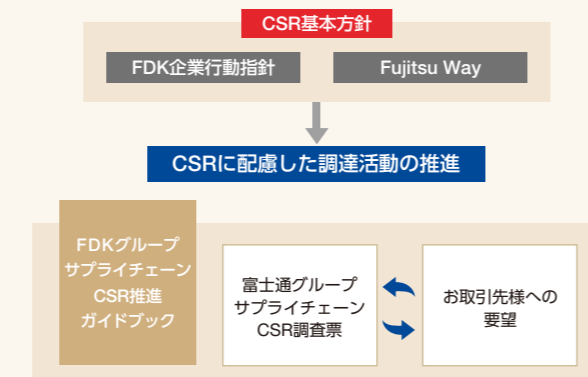 CSR基本方針
FDK企業行動指針
Fujitsu Way
CSRに配慮した調達活動の推進
FDKグループ
サプライチェーン
CSR推進
ガイドブック
富士通グループ
サプライチェーン
CSR調査票
お取引先様への
要望